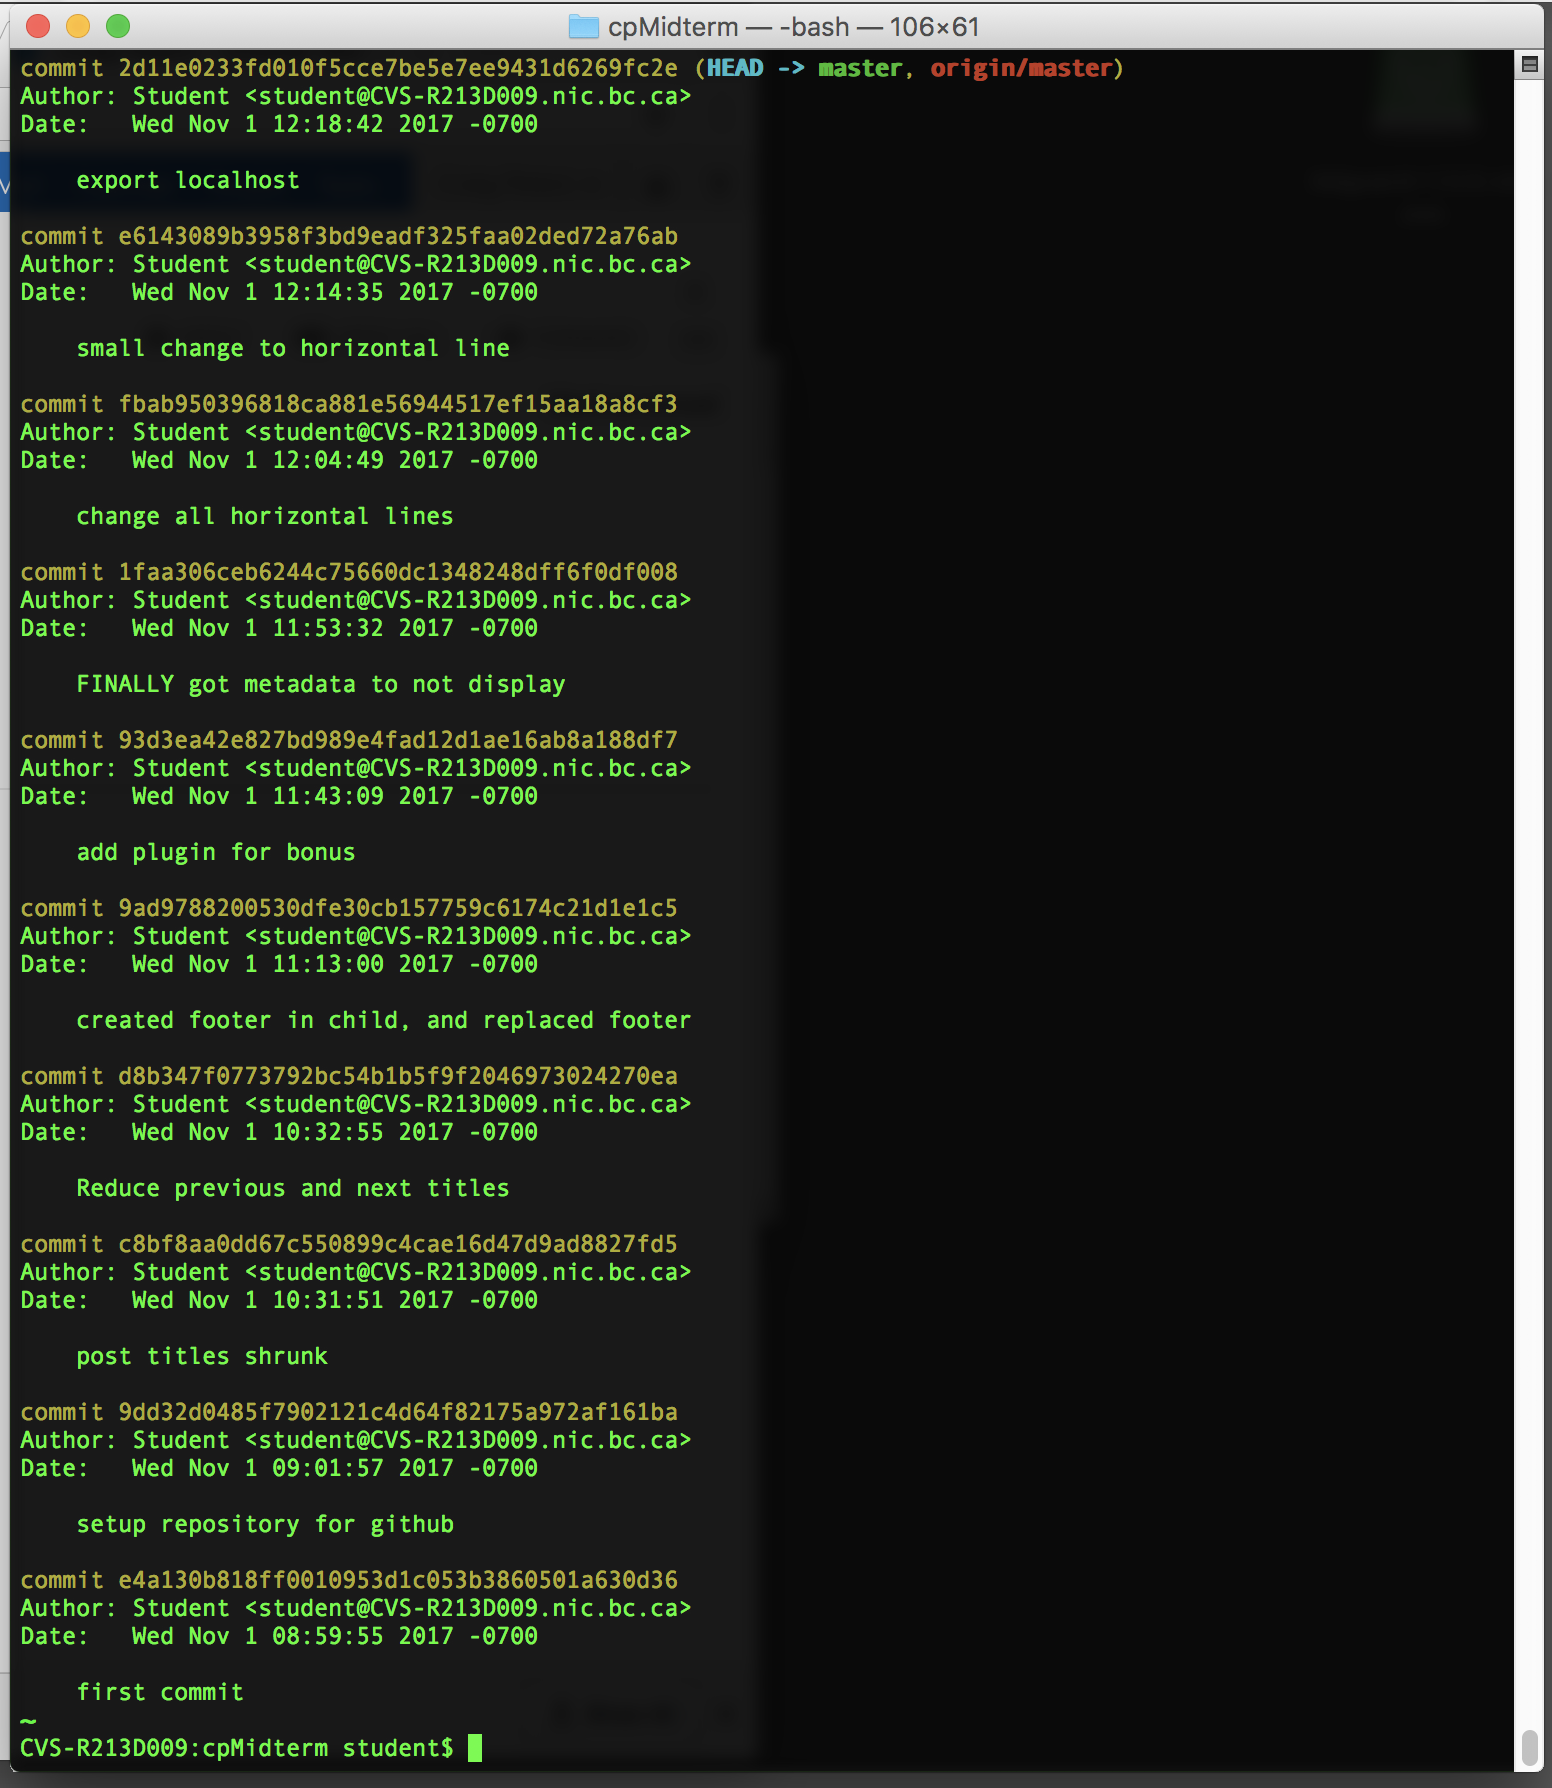 cpMidterm — -bash — 106×61
commit 2d11e0233fd010f5cce7be5e7ee9431d6269fc2e (HEAD -> master, origin/master)
Author: Student <student@CVS-R213D009.nic.bc.ca>
Date:   Wed Nov 1 12:18:42 2017 -0700
export localhost
commit e6143089b3958f3bd9eadf325faa02ded72a76ab
Author: Student <student@CVS-R213D009.nic.bc.ca>
Date:   Wed Nov 1 12:14:35 2017 -0700
small change to horizontal line
commit fbab950396818ca881e56944517ef15aa18a8cf3
Author: Student <student@CVS-R213D009.nic.bc.ca>
Date:   Wed Nov 1 12:04:49 2017 -0700
change all horizontal lines
commit 1faa306ceb6244c75660dc1348248dff6f0df008
Author: Student <student@CVS-R213D009.nic.bc.ca>
Date:   Wed Nov 1 11:53:32 2017 -0700
FINALLY got metadata to not display
commit 93d3ea42e827bd989e4fad12d1ae16ab8a188df7
Author: Student <student@CVS-R213D009.nic.bc.ca>
Date:   Wed Nov 1 11:43:09 2017 -0700
add plugin for bonus
commit 9ad9788200530dfe30cb157759c6174c21d1e1c5
Author: Student <student@CVS-R213D009.nic.bc.ca>
Date:   Wed Nov 1 11:13:00 2017 -0700
created footer in child, and replaced footer
commit d8b347f0773792bc54b1b5f9f2046973024270ea
Author: Student <student@CVS-R213D009.nic.bc.ca>
Date:   Wed Nov 1 10:32:55 2017 -0700
Reduce previous and next titles
commit c8bf8aa0dd67c550899c4cae16d47d9ad8827fd5
Author: Student <student@CVS-R213D009.nic.bc.ca>
Date:   Wed Nov 1 10:31:51 2017 -0700
post titles shrunk
commit 9dd32d0485f7902121c4d64f82175a972af161ba
Author: Student <student@CVS-R213D009.nic.bc.ca>
Date:   Wed Nov 1 09:01:57 2017 -0700
setup repository for github
commit e4a130b818ff0010953d1c053b3860501a630d36
Author: Student <student@CVS-R213D009.nic.bc.ca>
Date:   Wed Nov 1 08:59:55 2017 -0700
first commit
~
CVS-R213D009:cpMidterm student$